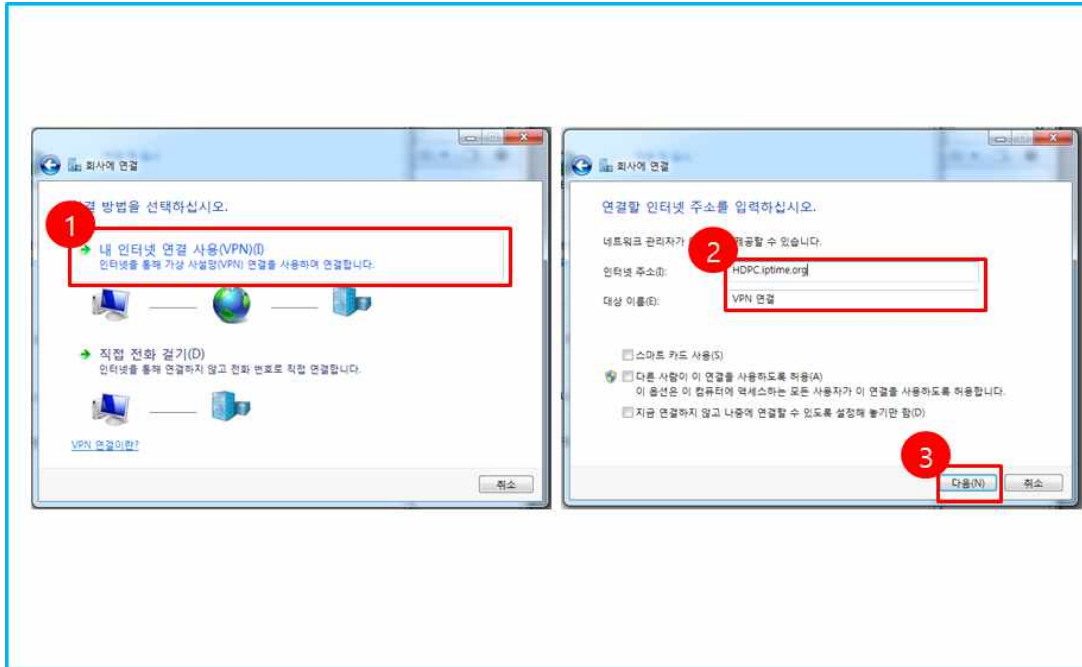 회사에 연결
방법을 선택하십시오.
1
내 인터넷 연결 사용(VPN)(I)
인터넷을 통해 가상 사설망(VPN) 연결을 사용하여 연결합니다.
직접 전화 걸기(D)
인터넷을 통해 연결하지 않고 전화 번호로 직접 연결합니다.
VPN 연결이란?
취소
회사에 연결
연결할 인터넷 주소를 입력하십시오.
네트워크 관리자가 제공할 수 있습니다.
2
인터넷 주소(I):
HDPC.iptime.org
대상 이름(E):
VPN 연결
스마트 카드 사용(S)
다른 사람이 이 연결을 사용하도록 허용(A)
이 옵션은 이 컴퓨터에 액세스하는 모든 사용자가 이 연결을 사용하도록 허용합니다.
지금 연결하지 않고 나중에 연결할 수 있도록 설정해 놓기만 함(D)
3
다음(N)
취소